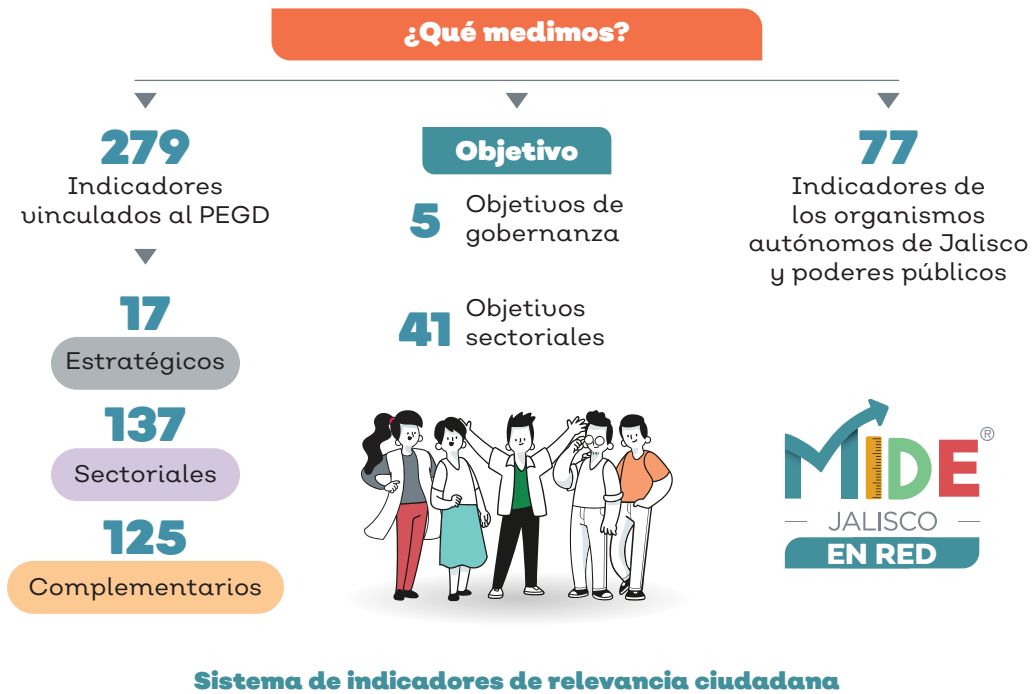 ¿Qué medimos?
279
Indicadores
vinculados al PEGD
17
Estratégicos
137
Sectoriales
125
Complementarios
Objetivo
5
Objetivos de
gobernanza
41
Objetivos
sectoriales
77
Indicadores de
los organismos
autónomos de Jalisco
y poderes públicos
MIDE®
JALISCO
EN RED
Sistema de indicadores de relevancia ciudadana